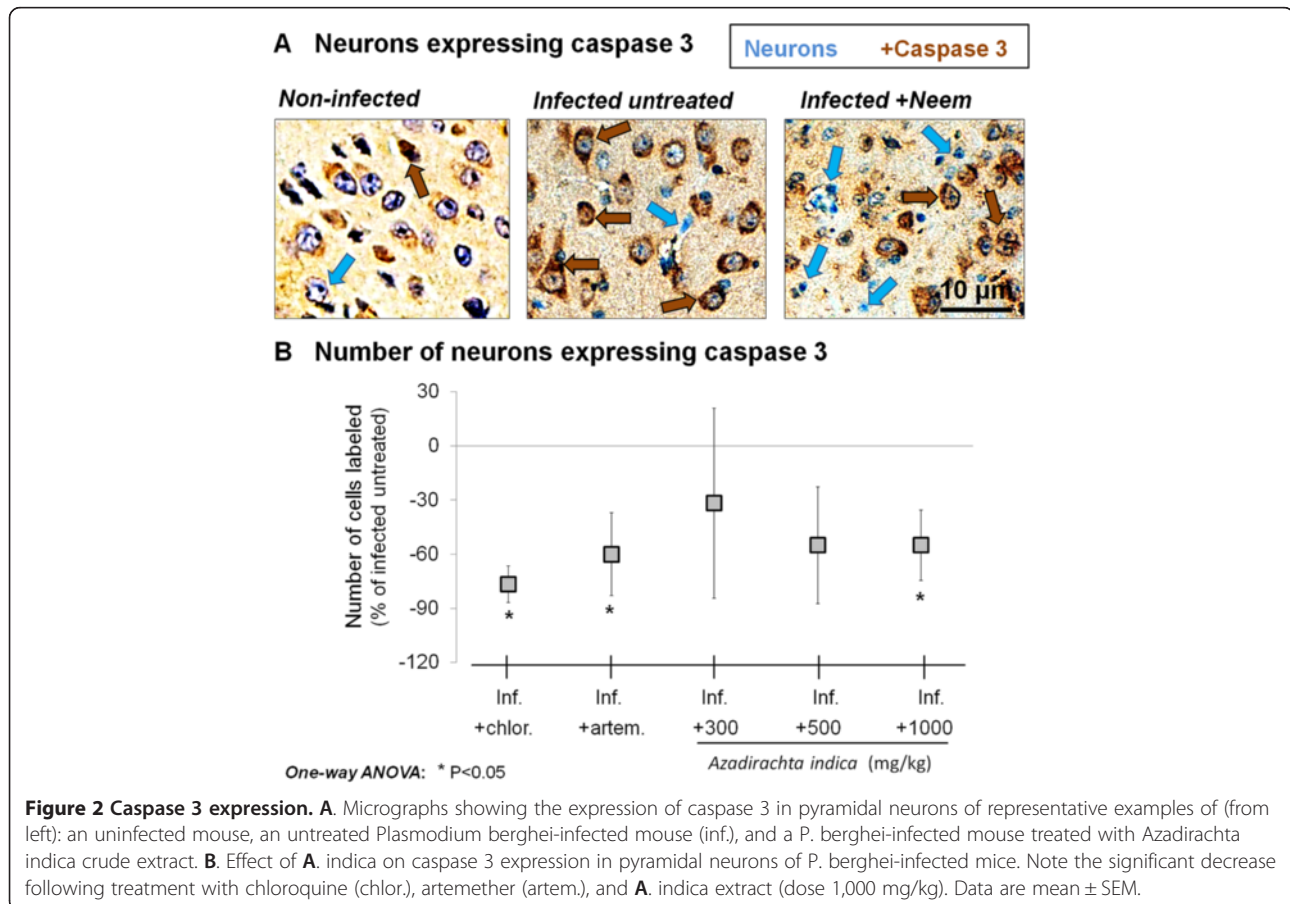 A Neurons expressing caspase 3
Neurons +Caspase 3
Non-infected
Infected untreated
Infected +Neem
10 µm
B Number of neurons expressing caspase 3
Number of cells labeled
(% of infected untreated)
30
0
-30
-60
-90
-120
*
*
*
Inf. Inf. Inf. Inf. Inf.
+chlor. +artem. +300 +500 +1000
Azadirachta indica (mg/kg)
One-way ANOVA: * P<0.05
Figure 2 Caspase 3 expression. A. Micrographs showing the expression of caspase 3 in pyramidal neurons of representative examples of (from
left): an uninfected mouse, an untreated Plasmodium berghei-infected mouse (inf.), and a P. berghei-infected mouse treated with Azadirachta
indica crude extract. B. Effect of A. indica on caspase 3 expression in pyramidal neurons of P. berghei-infected mice. Note the significant decrease
following treatment with chloroquine (chlor.), artemether (artem.), and A. indica extract (dose 1,000 mg/kg). Data are mean ± SEM.